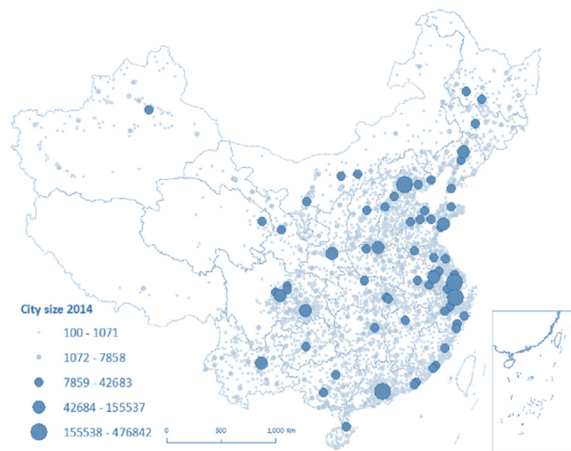 City size 2014
100 - 1071
1072 - 7858
7859 - 42683
42684 - 155537
155538 - 476842
0 500 1,000 Km